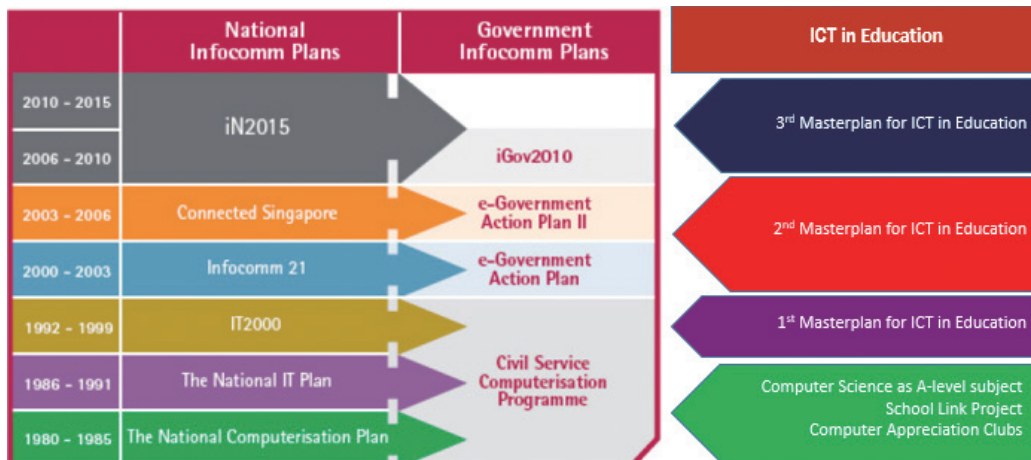 National
Infocomm Plans
Government
Infocomm Plans
ICT in Education
2010 – 2015
iN2015
3rd Masterplan for ICT in Education
2006 – 2010
iGov2010
2003 – 2006
Connected Singapore
e-Government
Action Plan II
2nd Masterplan for ICT in Education
2000 – 2003
Infocomm 21
e-Government
Action Plan
1992 – 1999
IT2000
1st Masterplan for ICT in Education
1986 – 1991
The National IT Plan
Civil Service
Computerisation
Programme
Computer Science as A-level subject
School Link Project
Computer Appreciation Clubs
1980 – 1985
The National Computerisation Plan